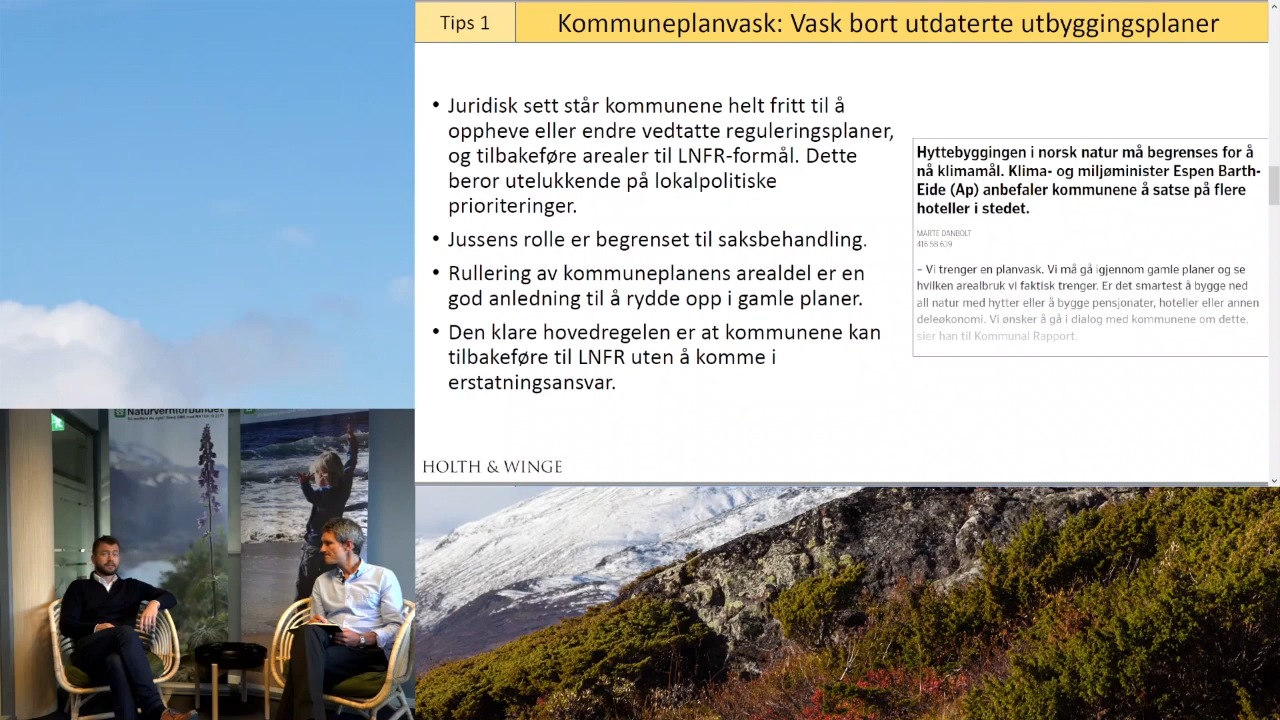 Tips 1
Kommuneplanvask: Vask bort utdaterte utbyggingsplaner
• Juridisk sett står kommunene helt fritt til å
oppheve eller endre vedtatte reguleringsplaner,
og tilbakeføre arealer til LNFR-formål. Dette
beror utelukkende på lokalpolitiske
prioriteringer.
• Jussens rolle er begrenset til saksbehandling.
• Rullering av kommuneplanens arealdel er en
god anledning til å rydde opp i gamle planer.
• Den klare hovedregelen er at kommunene kan
tilbakeføre til LNFR uten å komme i
erstatningsansvar.
Hyttebyggingen i norsk natur må begrenses for å
nå klimamål. Klima- og miljøminister Espen Barth-
Eide (Ap) anbefaler kommunene å satse på flere
hoteller i stedet.
MARTE DANBOLT
416 58 639
– Vi trenger en planvask. Vi må gå igjennom gamle planer og se
hvilken arealbruk vi faktisk trenger. Er det smartest å bygge ned
all natur med hytter eller å bygge pensjonater, hoteller eller annen
deleøkonomi. Vi ønsker å gå i dialog med kommunene om dette,
sier han til Kommunal Rapport.
HOLTH & WINGE
Naturvernforbundet